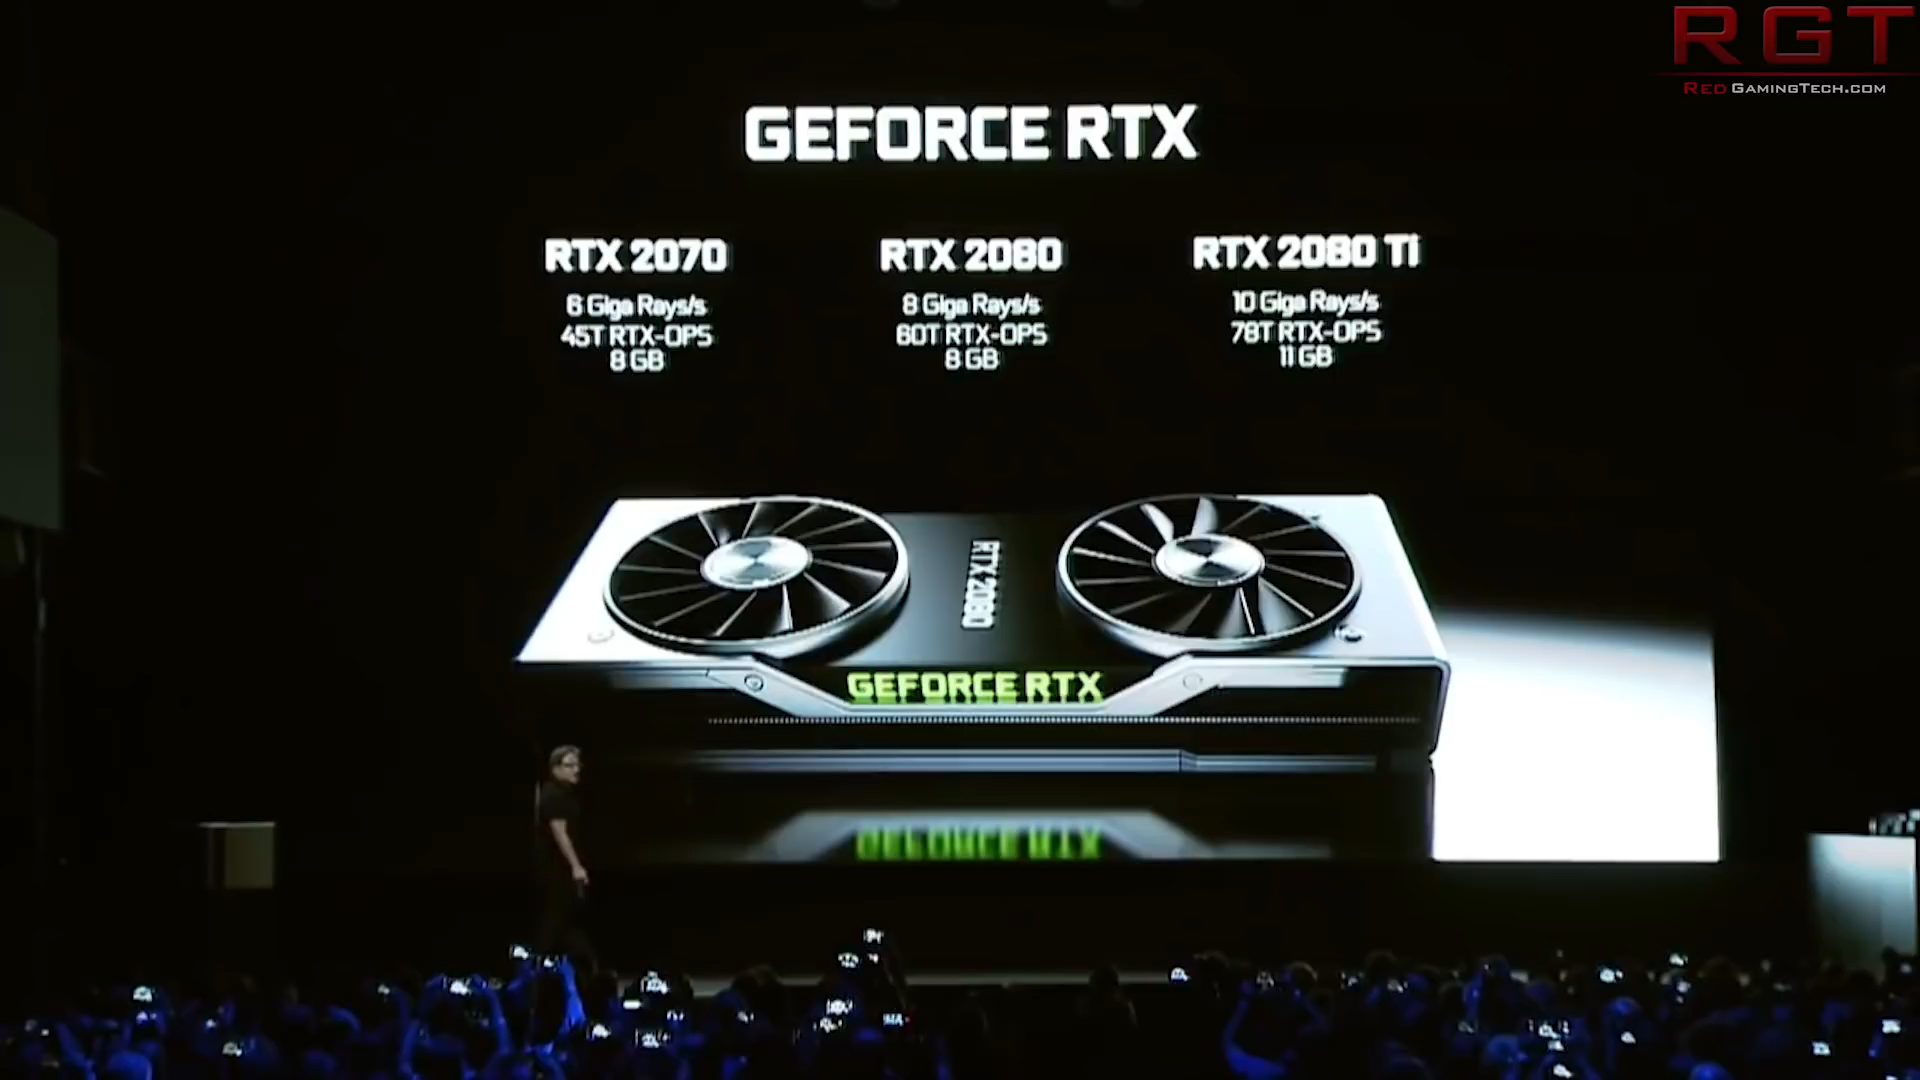 RGT
RED GAMINGTECH.COM
GEFORCE RTX
RTX 2070
6 Giga Rays/s
45T RTX-OPS
8 GB
RTX 2080
8 Giga Rays/s
60T RTX-OPS
8 GB
RTX 2080 Ti
10 Giga Rays/s
78T RTX-OPS
11 GB
RTX 2080
GEFORCE RTX
GEFORCE RTX